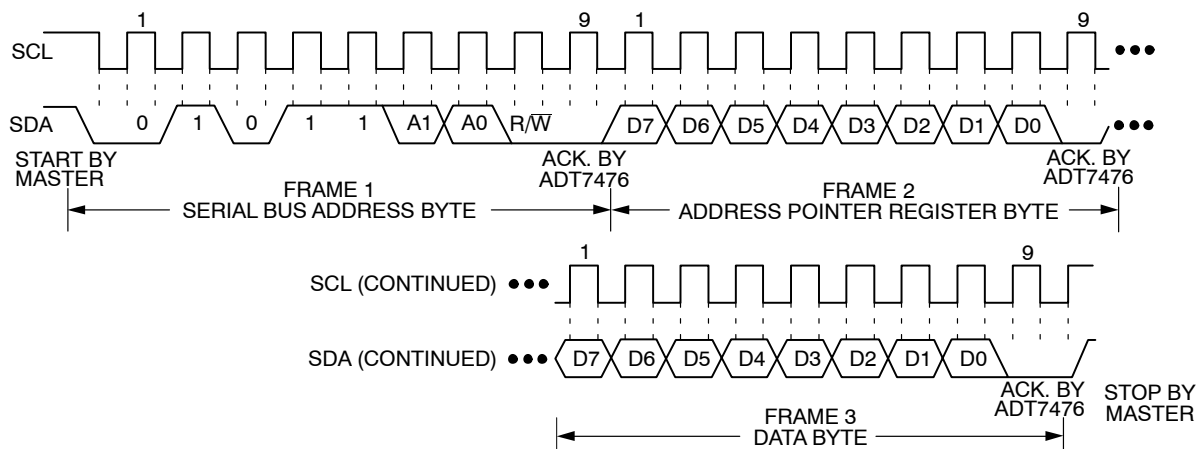 1 9 1 9
SCL
SDA 0 1 0 1 1 A1 A0 R/W̅ D7 D6 D5 D4 D3 D2 D1 D0
START BY MASTER
ACK. BY ADT7476
ACK. BY ADT7476
FRAME 1
SERIAL BUS ADDRESS BYTE
FRAME 2
ADDRESS POINTER REGISTER BYTE
1 9
SCL (CONTINUED)
SDA (CONTINUED) D7 D6 D5 D4 D3 D2 D1 D0
ACK. BY ADT7476
STOP BY MASTER
FRAME 3
DATA BYTE